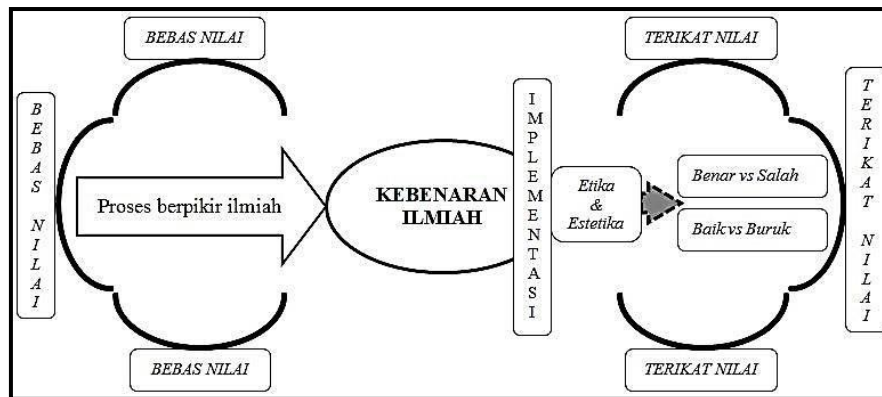 BEBAS NILAI
TERIKAT NILAI
BEBAS NILAI
Proses berpikir ilmiah
KEBENARAN
ILMIAH
IMPLEMENTASI
Etika
&
Estetika
Benar vs Salah
Baik vs Buruk
TERIKAT NILAI
BEBAS NILAI
TERIKAT NILAI